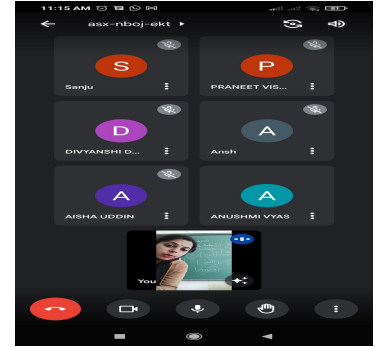 11:15 AM
asx-nboj-ekt
S
Sanju
P
PRANEET VIS...
D
DIVYANSHI D...
A
Ansh
A
AISHA UDDIN
A
ANUSHMI VYAS
You